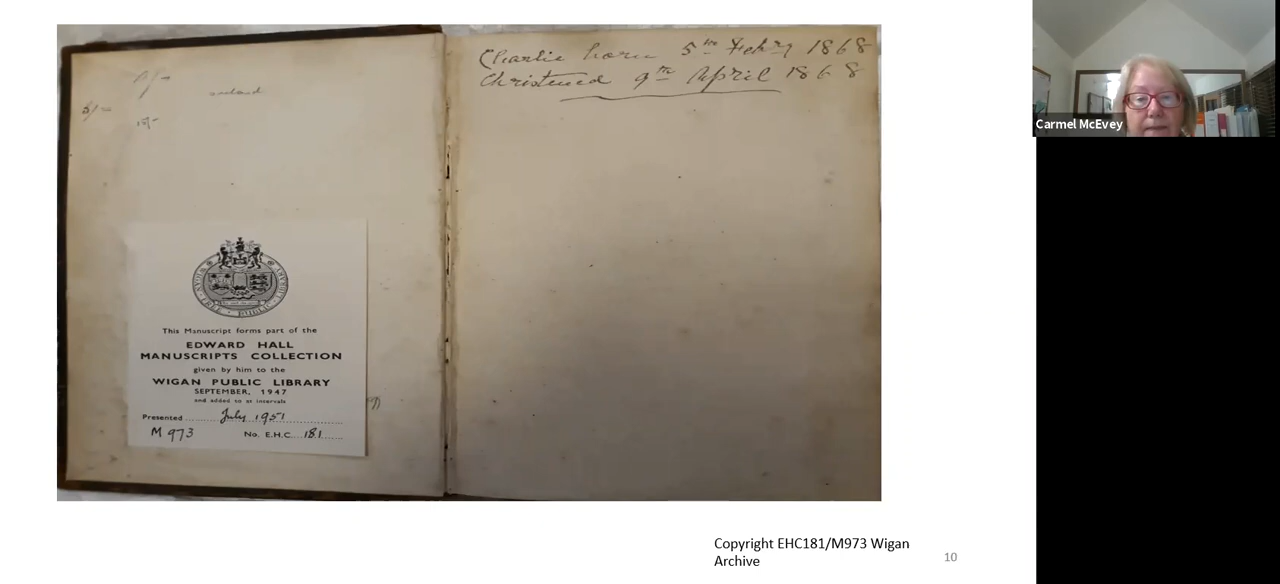 Charlie born 5th Febry 1868
Christened 9th April 1868
This Manuscript forms part of the
EDWARD HALL
MANUSCRIPTS COLLECTION
given by him to the
WIGAN PUBLIC LIBRARY
SEPTEMBER, 1947
and added to at intervals
Presented July 1951
M 973 No. E.H.C. 181
Copyright EHC181/M973 Wigan
Archive
10
Carmel McEvey